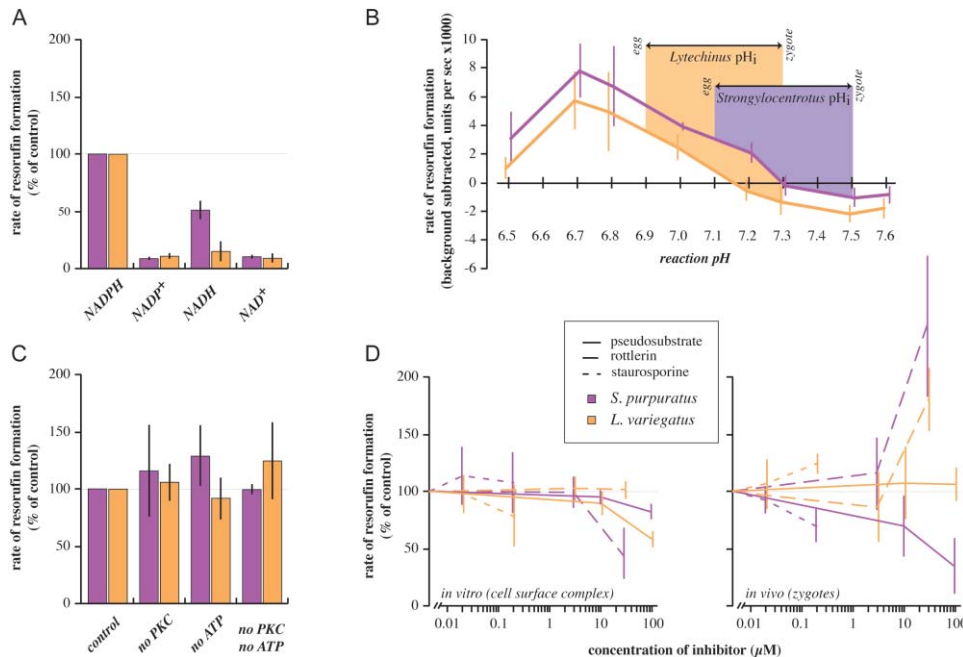 A
rate of resorufin formation
(% of control)
200
150
100
50
0
NADPH
NADP+
NADH
NAD+
B
rate of resorufin formation
(background subtracted, units per sec x1000)
10
8
6
4
2
0
-2
-4
-6
egg
Lytechinus pHi
zygote
egg
Strongylocentrotus pHi
zygote
6.5 6.6 6.7 6.8 6.9 7.0 7.1 7.2 7.3 7.4 7.5 7.6
reaction pH
C
rate of resorufin formation
(% of control)
200
150
100
50
0
control
no PKC
no ATP
no PKC
no ATP
D
pseudosubstrate
rottlerin
staurosporine
S. purpuratus
L. variegatus
rate of resorufin formation
(% of control)
200
150
100
50
0
in vitro (cell surface complex)
0.01 0.1 1 10 100
in vivo (zygotes)
0.01 0.1 1 10 100
concentration of inhibitor (µM)